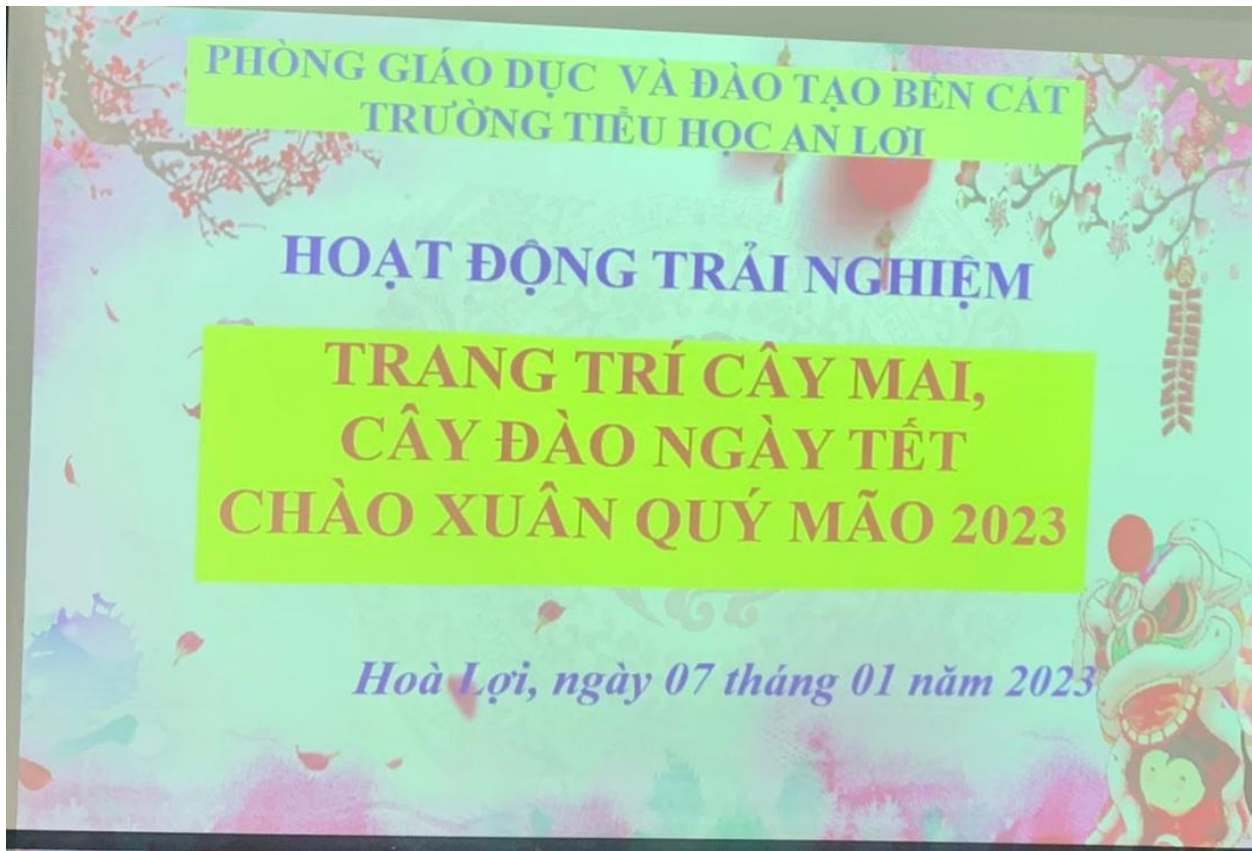 PHÒNG GIÁO DỤC VÀ ĐÀO TẠO BẾN CÁT
TRƯỜNG TIỂU HỌC AN LỢI
HOẠT ĐỘNG TRẢI NGHIỆM
TRANG TRÍ CÂY MAI,
CÂY ĐÀO NGÀY TẾT
CHÀO XUÂN QUÝ MÃO 2023
Hoà Lợi, ngày 07 tháng 01 năm 2023